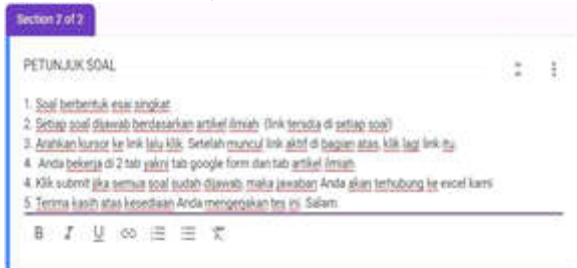 Section 2 of 2
PETUNJUK SOAL
1. Soal berbentuk esai singkat
2. Setiap soal dijawab berdasarkan artikel ilmiah (link tersdia di setiap soal)
3. Arahkan kursor ke link lalu klik. Setelah muncul link aktif di bagian atas, klik lagi link itu.
4. Anda bekerja di 2 tab yakni tab google form dan tab artikel ilmiah
4. Klik submit jika semua soal sudah dijawab, maka jawaban Anda akan terhubung ke excel kami
5. Terima kasih atas kesediaan Anda mengerjakan tes ini. Salam
B I U